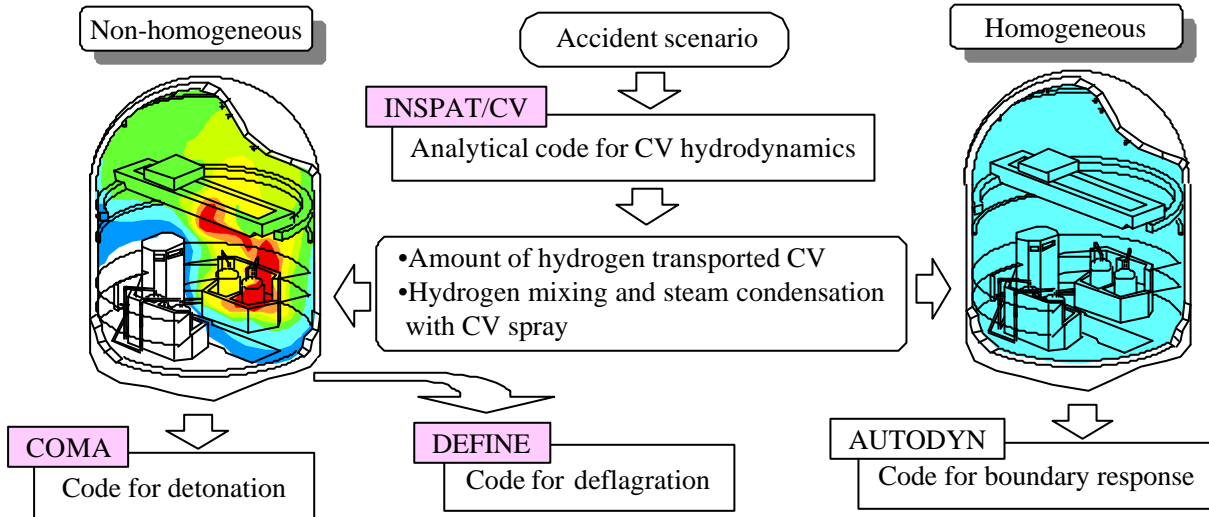 Non-homogeneous
Accident scenario
Homogeneous
INSPAT/CV
Analytical code for CV hydrodynamics
•Amount of hydrogen transported CV
•Hydrogen mixing and steam condensation
with CV spray
COMA
Code for detonation
DEFINE
Code for deflagration
AUTODYN
Code for boundary response